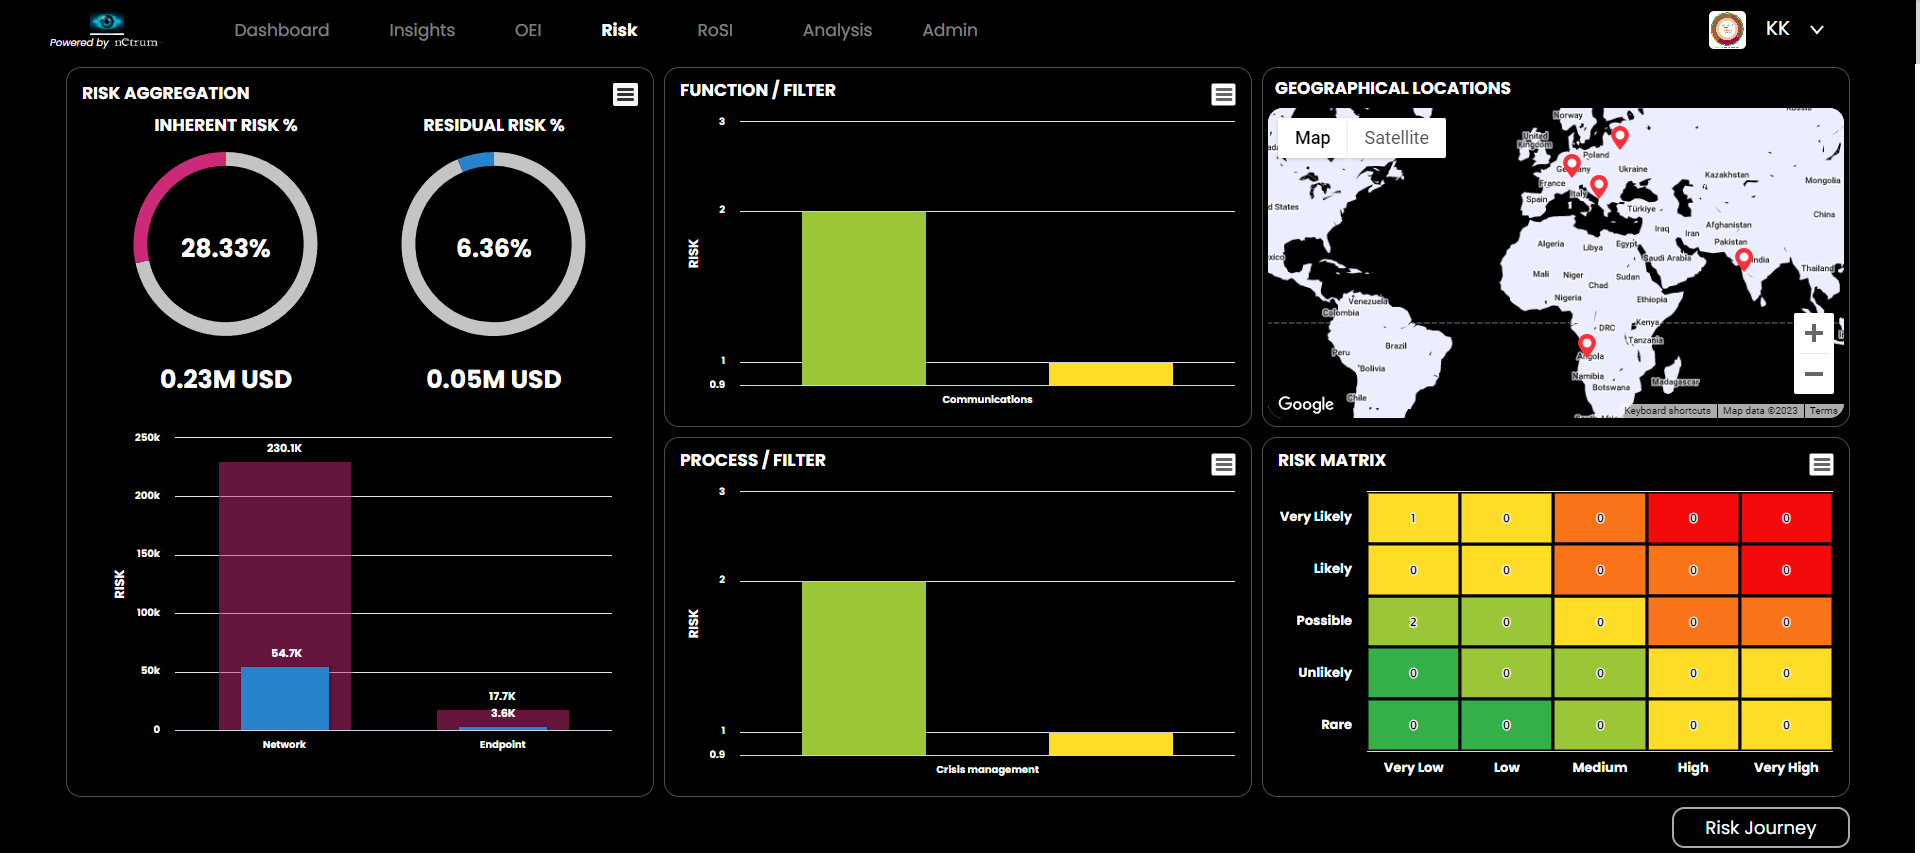 Powered by nCtrum
Dashboard
Insights
OEI
Risk
RoSI
Analysis
Admin
KK
RISK AGGREGATION
INHERENT RISK %
RESIDUAL RISK %
28.33%
6.36%
0.23M USD
0.05M USD
250k
200k
150k
100k
50k
0
RISK
230.1K
54.7K
17.7K
3.6K
Network
Endpoint
FUNCTION / FILTER
3
2
1
0.9
RISK
Communications
PROCESS / FILTER
3
2
1
0.9
RISK
Crisis management
GEOGRAPHICAL LOCATIONS
Map
Satellite
Norway
United
Kingdom
Poland
Ukraine
Kazakhstan
Mongolia
France
Italy
Spain
Türkiye
China
d States
Afghanistan
Iraq
Iran
Pakistan
Algeria
Libya
Egypt
Saudi Arabia
India
xico
Thailand
Mali
Niger
Sudan
Chad
Nigeria
Ethiopia
Venezuela
Colombia
Kenya
DRC
Tanzania
Brazil
Peru
Angola
Bolivia
Namibia
Botswana
Madagascar
Chile
Google
Keyboard shortcuts
Map data ©2023
Terms
RISK MATRIX
Very Likely 1 0 0 0 0
Likely 0 0 0 0 0
Possible 2 0 0 0 0
Unlikely 0 0 0 0 0
Rare 0 0 0 0 0
Very Low Low Medium High Very High
Risk Journey